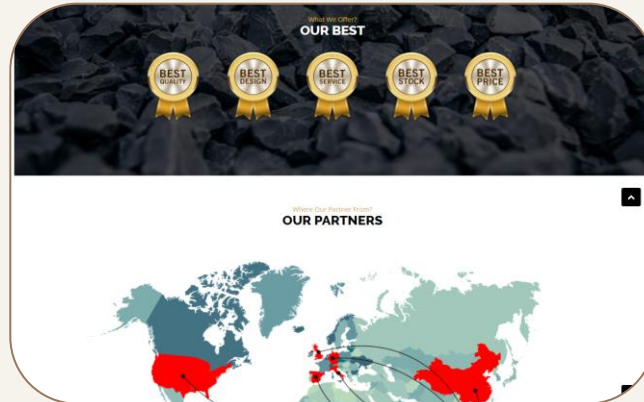 What We Offer?
OUR BEST
BEST
QUALITY
BEST
DESIGN
BEST
SERVICE
BEST
STOCK
BEST
PRICE
Where Our Partner From?
OUR PARTNERS